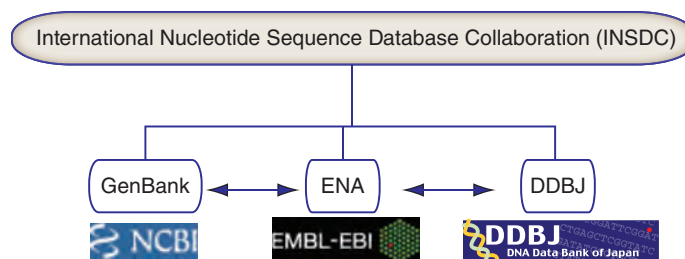 International Nucleotide Sequence Database Collaboration (INSDC)
GenBank
ENA
DDBJ
NCBI
EMBL-EBI
DDBJ
DNA Data Bank of Japan